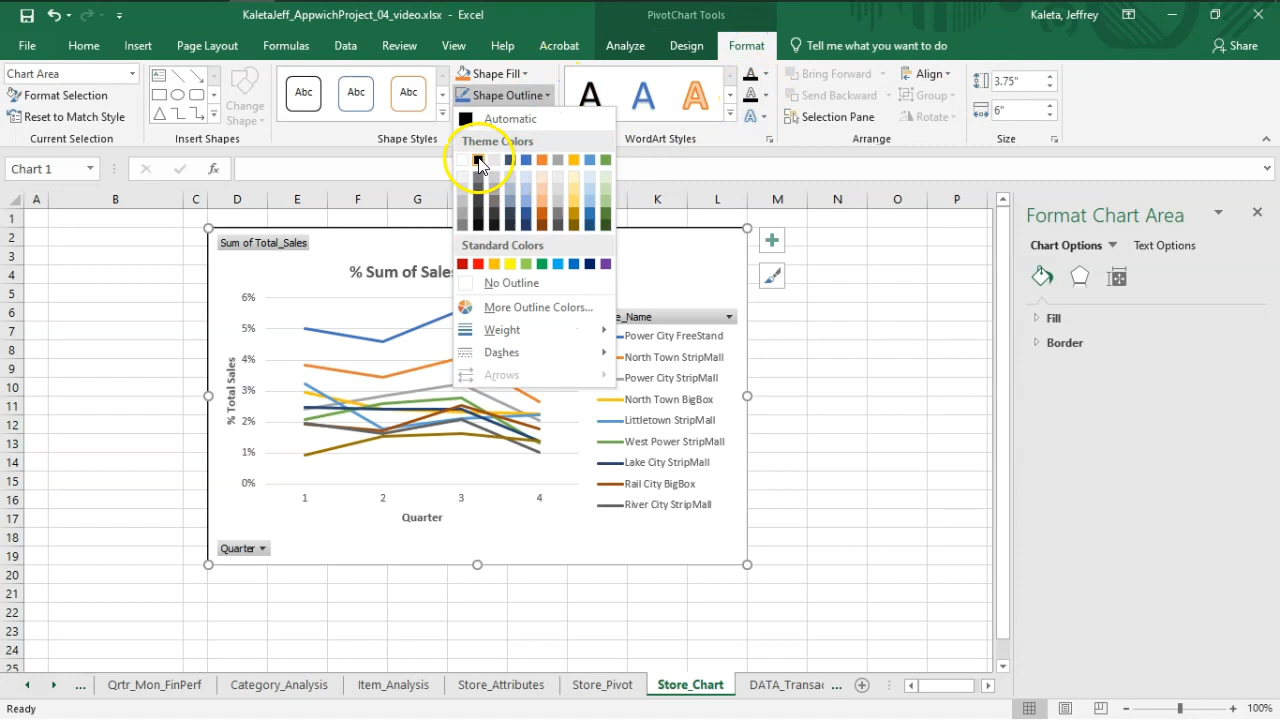 KaletaJeff_AppwichProject_04_video.xlsx - Excel
PivotChart Tools
Kaleta, Jeffrey
File Home Insert Page Layout Formulas Data Review View Help Acrobat Analyze Design Format Tell me what you want to do Share
Chart Area
Format Selection
Reset to Match Style
Current Selection
Change
Shape
Insert Shapes
Abc Abc Abc
Shape Styles
Shape Fill
Shape Outline
A A A
WordArt Styles
Bring Forward
Send Backward
Selection Pane
Align
Group
Rotate
Arrange
3.75"
6"
Size
Automatic
Theme Colors
Standard Colors
No Outline
More Outline Colors...
Weight
Dashes
Arrows
Chart 1
fx
A B C D E F G K L M N O P
1
2
3
4
5
6
7
8
9
10
11
12
13
14
15
16
17
18
19
20
21
22
23
24
25
Sum of Total_Sales
% Sum of Sales
6%
5%
4%
3%
2%
1%
0%
% Total Sales
1 2 3 4
Quarter
Quarter
e_Name
Power City FreeStand
North Town StripMall
Power City StripMall
North Town BigBox
Littletown StripMall
West Power StripMall
Lake City StripMall
Rail City BigBox
River City StripMall
Format Chart Area
Chart Options Text Options
Fill
Border
... Qrtr_Mon_FinPerf Category_Analysis Item_Analysis Store_Attributes Store_Pivot Store_Chart DATA_Transac ...
Ready
100%